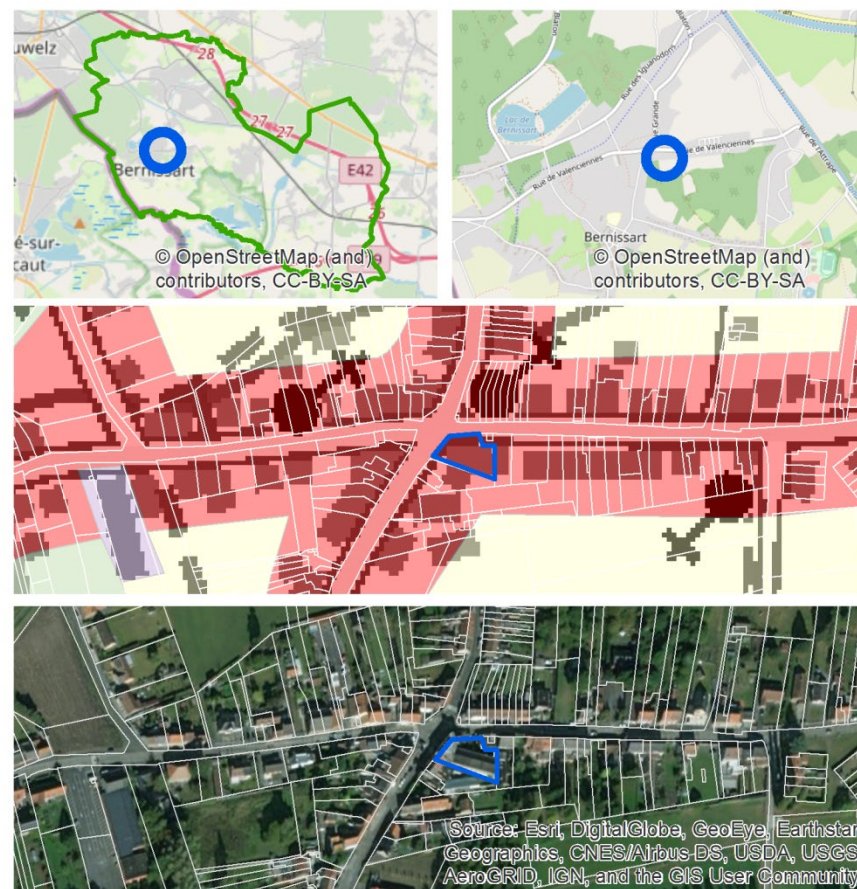 uwelz
28
27
27
E42
Bernissart
é-sur-
caut
© OpenStreetMap (and)
contributors, CC-BY-SA
Rue des Iguanodons
Grande
Rue de Valenciennes
Rue de Valenciennes
Rue de l'Attrape
Lac de
Bernissart
Bernissart
© OpenStreetMap (and)
contributors, CC-BY-SA
Source: Esri, DigitalGlobe, GeoEye, Earthstar
Geographics, CNES/Airbus DS, USDA, USGS,
AeroGRID, IGN, and the GIS User Community